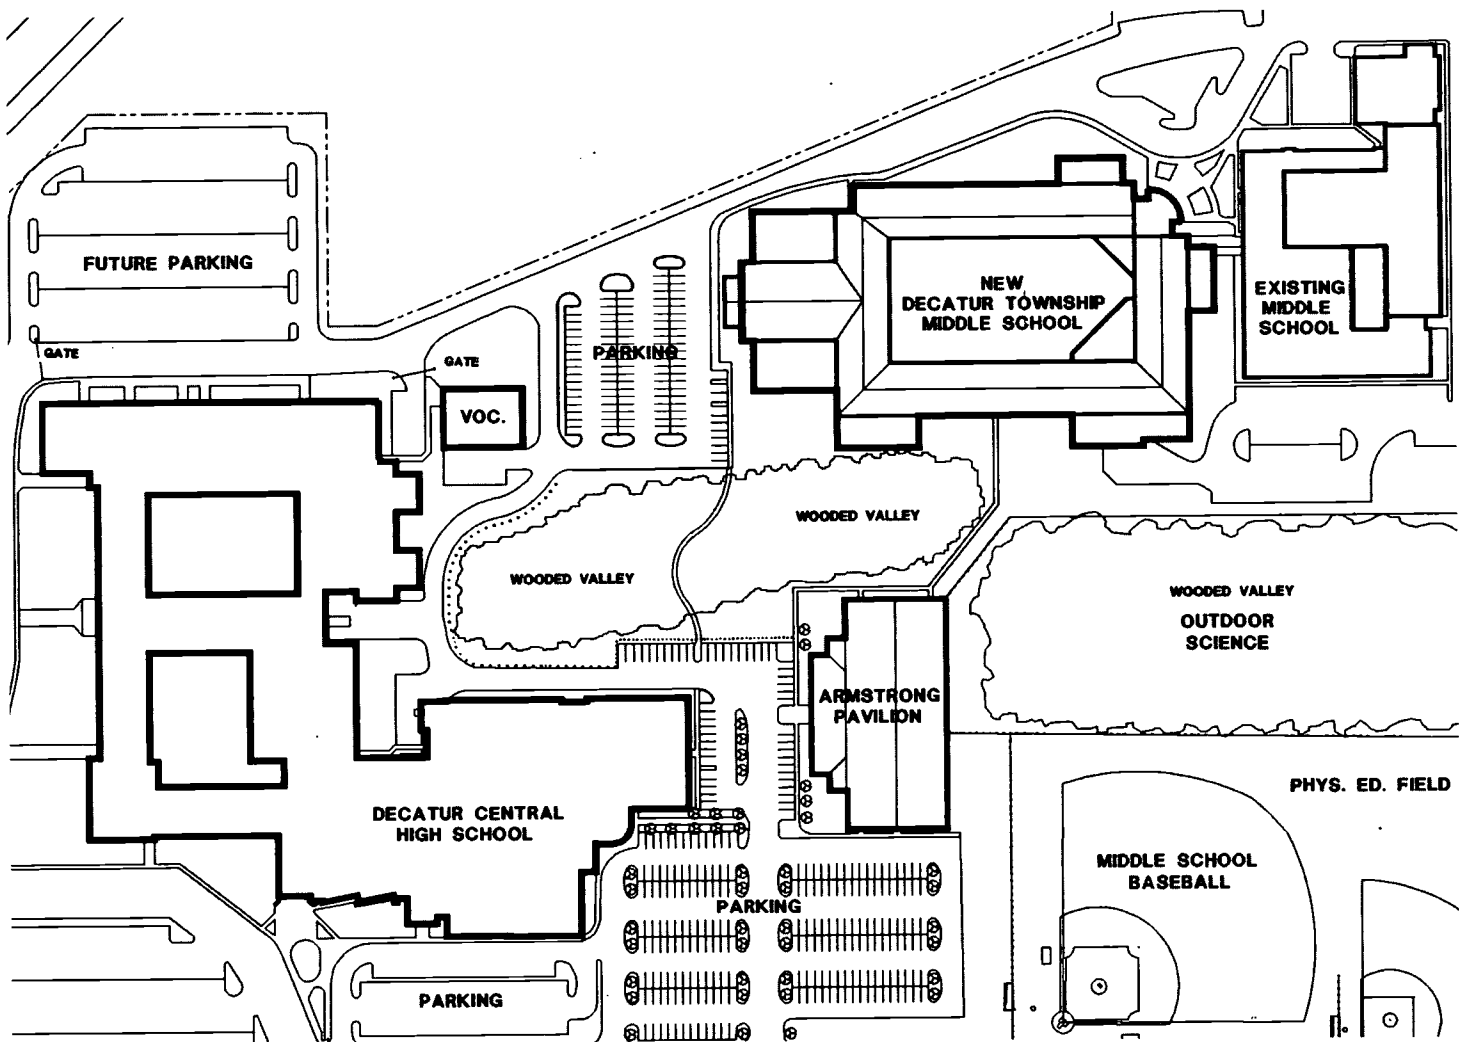 FUTURE PARKING
GATE
GATE
VOC.
PARKING
NEW
DECATUR TOWNSHIP
MIDDLE SCHOOL
EXISTING
MIDDLE
SCHOOL
WOODED VALLEY
WOODED VALLEY
WOODED VALLEY
OUTDOOR
SCIENCE
ARMSTRONG
PAVILION
DECATUR CENTRAL
HIGH SCHOOL
PHYS. ED. FIELD
MIDDLE SCHOOL
BASEBALL
PARKING
PARKING